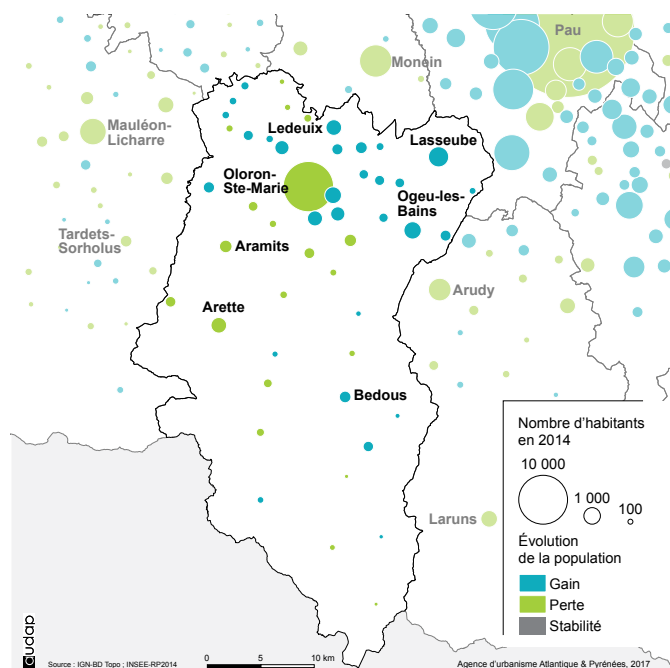 Pau
Monein
Mauléon-
Licharre
Ledeuix
Lasseube
Oloron-
Ste-Marie
Ogeu-les-
Bains
Tardets-
Sorholus
Aramits
Arudy
Arette
Bedous
Laruns
Nombre d'habitants
en 2014
10 000
1 000
100
Évolution
de la population
Gain
Perte
Stabilité
audap
Source : IGN-BD Topo ; INSEE-RP2014
0 5 10 km
Agence d'urbanisme Atlantique & Pyrénées, 2017